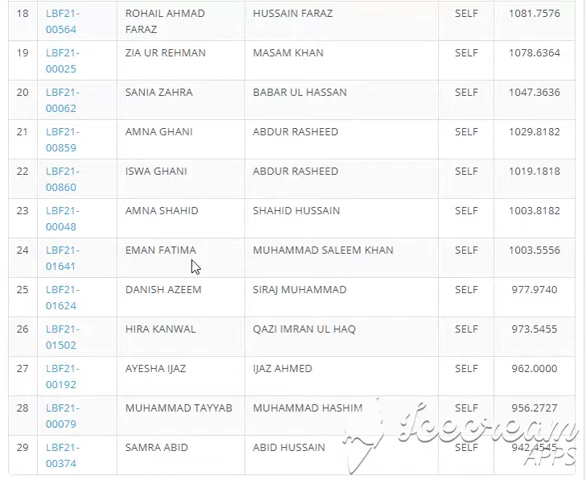 18 LBF21- ROHAIL AHMAD HUSSAIN FARAZ SELF 1081.7576
00564 FARAZ
19 LBF21- ZIA UR REHMAN MASAM KHAN SELF 1078.6364
00025
20 LBF21- SANIA ZAHRA BABAR UL HASSAN SELF 1047.3636
00062
21 LBF21- AMNA GHANI ABDUR RASHEED SELF 1029.8182
00859
22 LBF21- ISWA GHANI ABDUR RASHEED SELF 1019.1818
00860
23 LBF21- AMNA SHAHID SHAHID HUSSAIN SELF 1003.8182
00048
24 LBF21- EMAN FATIMA MUHAMMAD SALEEM KHAN SELF 1003.5556
01641
25 LBF21- DANISH AZEEM SIRAJ MUHAMMAD SELF 977.9740
01624
26 LBF21- HIRA KANWAL QAZI IMRAN UL HAQ SELF 973.5455
01502
27 LBF21- AYESHA IJAZ IJAZ AHMED SELF 962.0000
00192
28 LBF21- MUHAMMAD TAYYAB MUHAMMAD HASHIM SELF 956.2727
00079
Icecream
29 LBF21- SAMRA ABID ABID HUSSAIN SELF 942.4545
00374
APPS